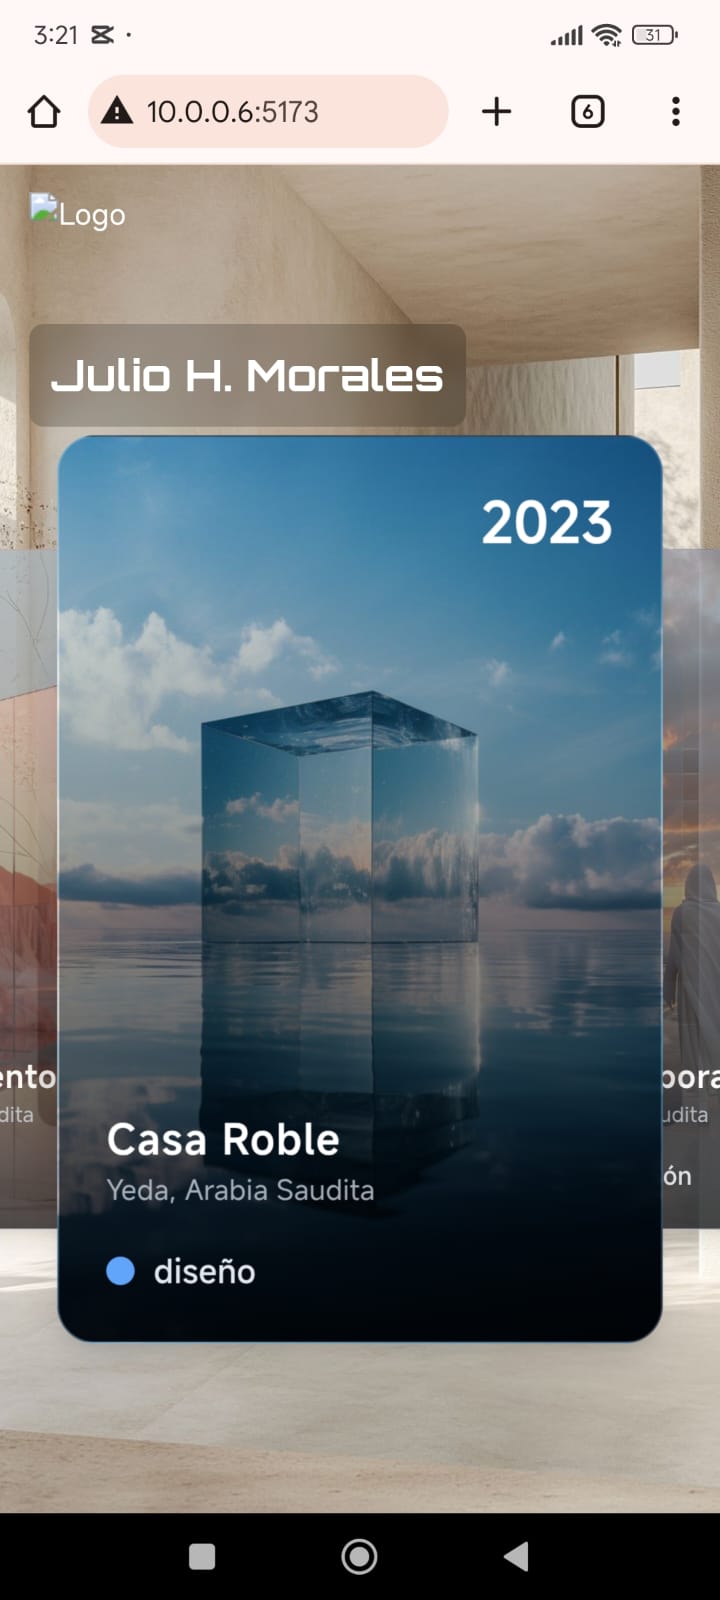 3:21
31
10.0.0.6:5173
6
Logo
Julio H. Morales
2023
ento
dita
Casa Roble
Yeda, Arabia Saudita
diseño
bora
udita
ón